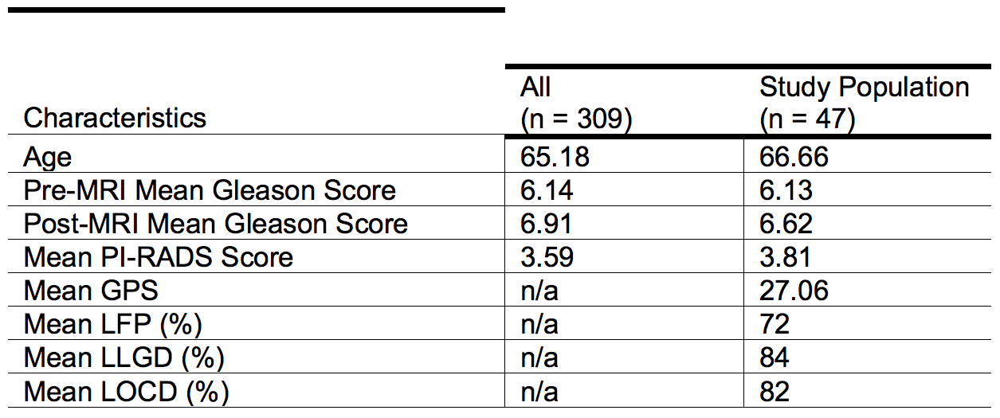 All Study Population
Characteristics (n = 309) (n = 47)
Age 65.18 66.66
Pre-MRI Mean Gleason Score 6.14 6.13
Post-MRI Mean Gleason Score 6.91 6.62
Mean PI-RADS Score 3.59 3.81
Mean GPS n/a 27.06
Mean LFP (%) n/a 72
Mean LLGD (%) n/a 84
Mean LOCD (%) n/a 82